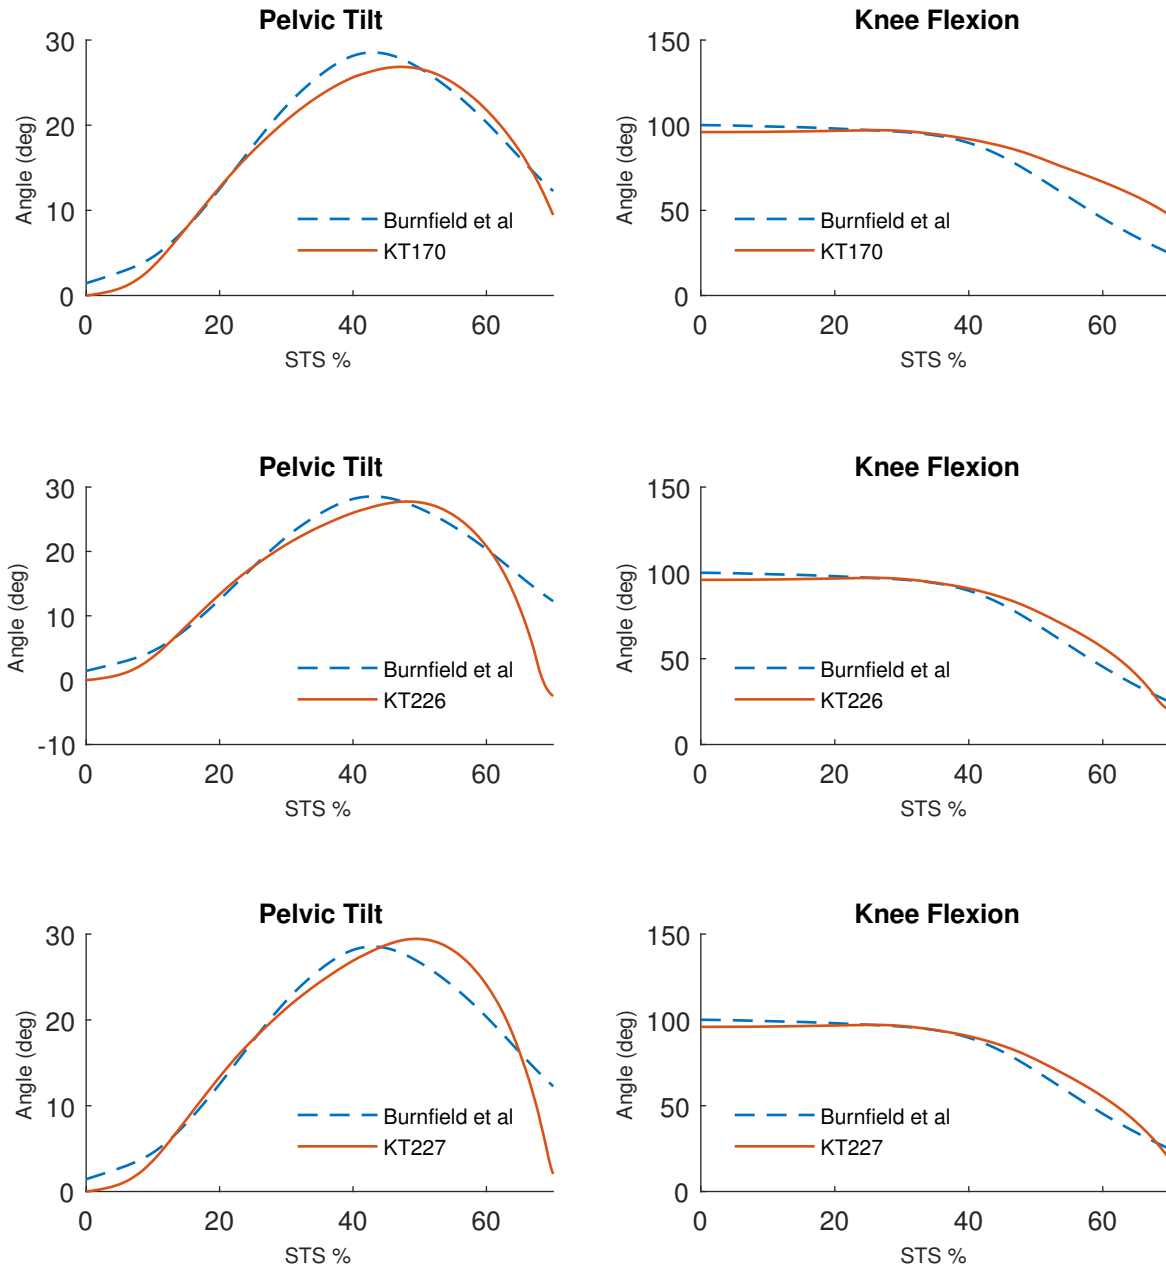 Pelvic Tilt
30
20
10
0
Angle (deg)
Burnfield et al
KT170
0 20 40 60
STS %
Knee Flexion
150
100
50
0
Angle (deg)
Burnfield et al
KT170
0 20 40 60
STS %
Pelvic Tilt
30
20
10
0
-10
Angle (deg)
Burnfield et al
KT226
0 20 40 60
STS %
Knee Flexion
150
100
50
0
Angle (deg)
Burnfield et al
KT226
0 20 40 60
STS %
Pelvic Tilt
30
20
10
0
Angle (deg)
Burnfield et al
KT227
0 20 40 60
STS %
Knee Flexion
150
100
50
0
Angle (deg)
Burnfield et al
KT227
0 20 40 60
STS %